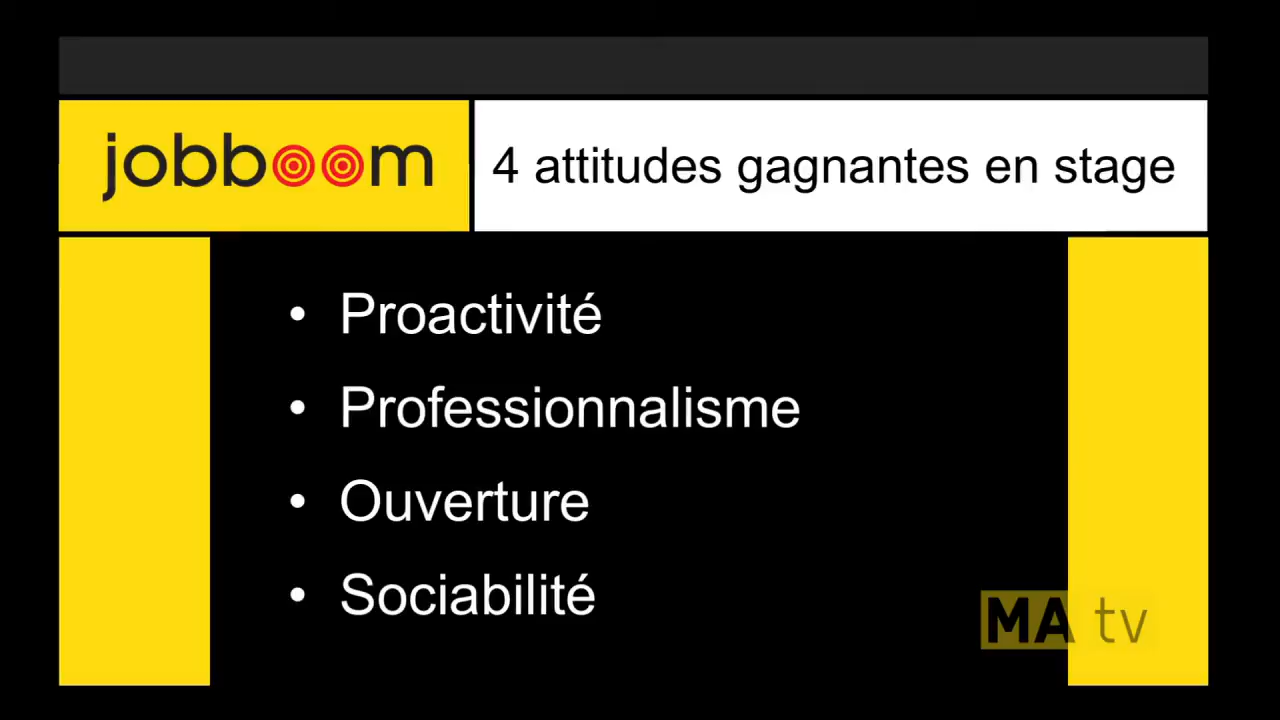 jobboom
4 attitudes gagnantes en stage
• Proactivité
• Professionnalisme
• Ouverture
• Sociabilité
MA tv